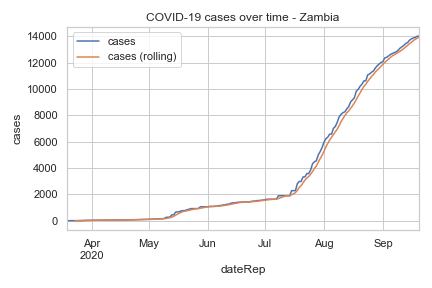 COVID-19 cases over time - Zambia
cases
cases (rolling)
14000
12000
10000
8000
6000
4000
2000
0
cases
Apr May Jun Jul Aug Sep
2020
dateRep